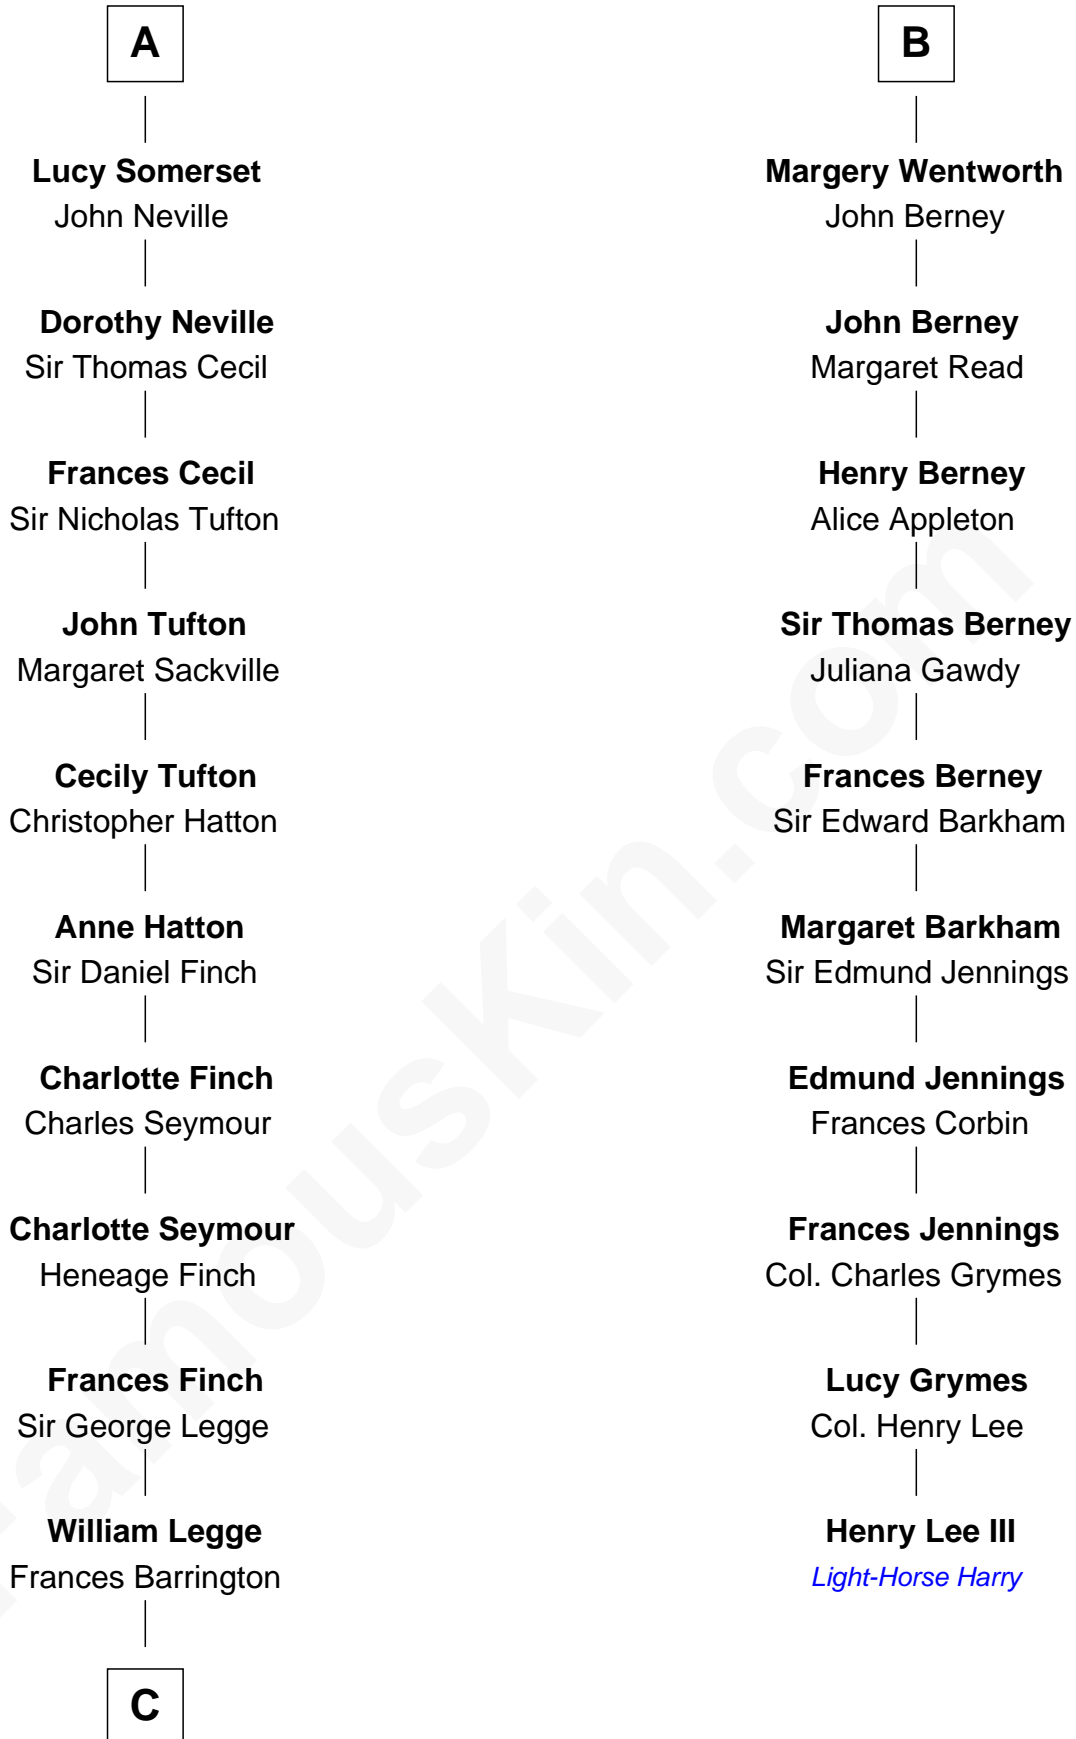 A
Lucy Somerset
John Neville
Dorothy Neville
Sir Thomas Cecil
Frances Cecil
Sir Nicholas Tufton
John Tufton
Margaret Sackville
Cecily Tufton
Christopher Hatton
Anne Hatton
Sir Daniel Finch
Charlotte Finch
Charles Seymour
Charlotte Seymour
Heneage Finch
Frances Finch
Sir George Legge
William Legge
Frances Barrington
C
B
Margery Wentworth
John Berney
John Berney
Margaret Read
Henry Berney
Alice Appleton
Sir Thomas Berney
Juliana Gawdy
Frances Berney
Sir Edward Barkham
Margaret Barkham
Sir Edmund Jennings
Edmund Jennings
Frances Corbin
Frances Jennings
Col. Charles Grymes
Lucy Grymes
Col. Henry Lee
Henry Lee III
Light-Horse Harry
FamousKin.com